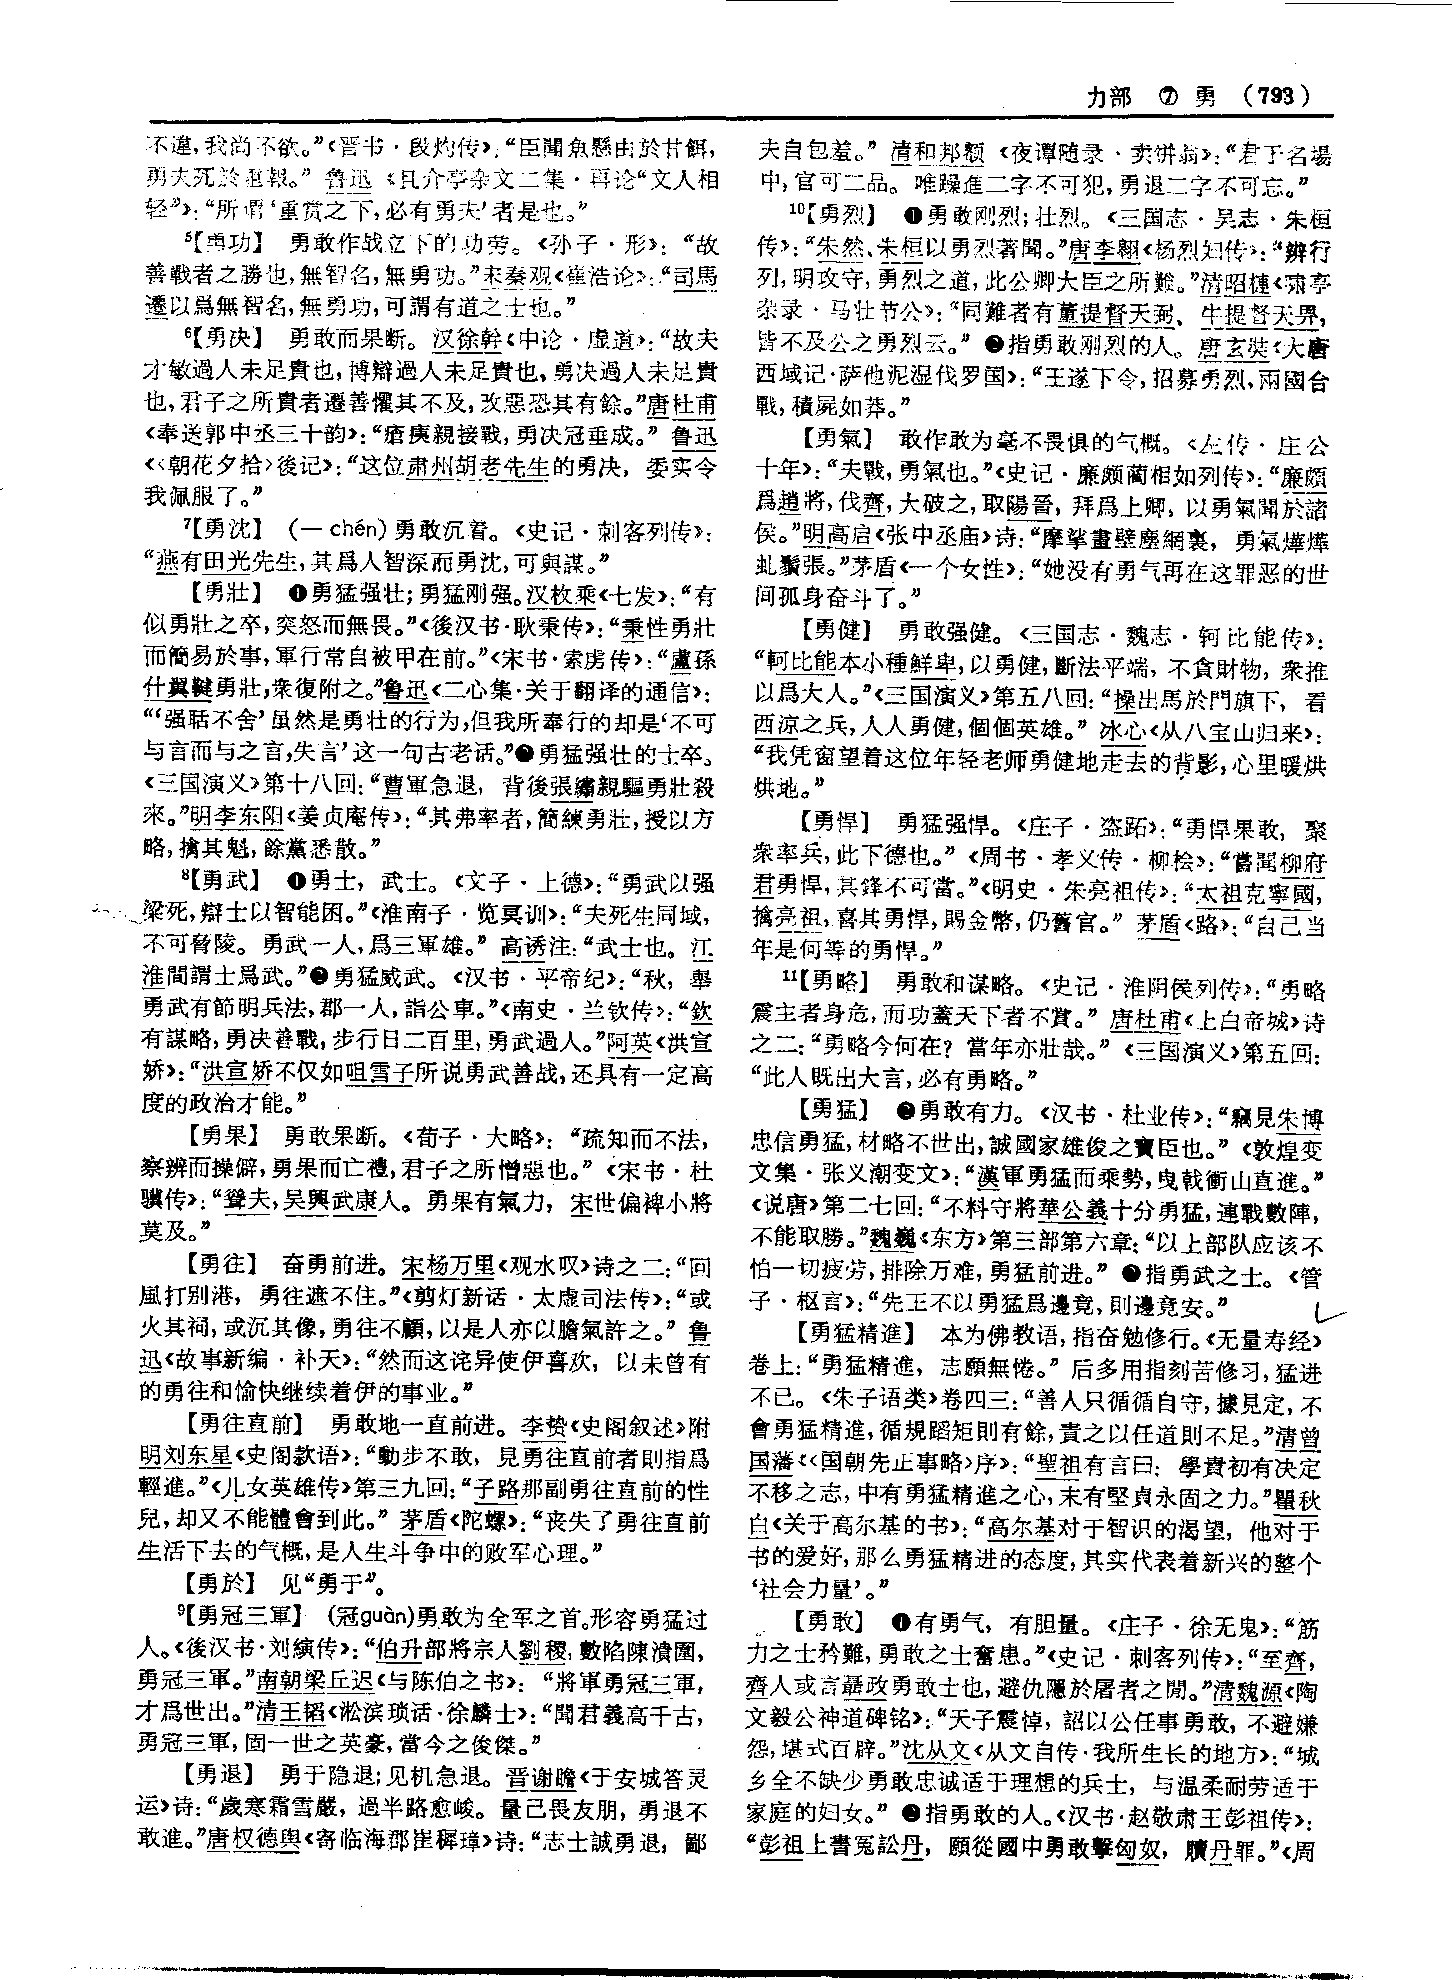 力部 ⑦ 勇 （793）
不違，我尚不欲。”《晋书·段灼传》：“臣聞魚懸由於甘餌，
勇夫死於重報。” 鲁迅《且介亭杂文二集·再论“文人相
轻”》：“所谓‘重赏之下，必有勇夫’者是也。”
5【勇功】 勇敢作战立下的功劳。《孙子·形》：“故
善戰者之勝也，無智名，無勇功。”宋秦观《崔浩论》：“司馬
遷以爲無智名，無勇功，可謂有道之士也。”
6【勇决】 勇敢而果断。汉徐幹《中论·虚道》：“故夫
才敏過人未足貴也，博辯過人未足貴也，勇决過人未足貴
也，君子之所貴者遷善懼其不及，改惡恐其有餘。”唐杜甫
《奉送郭中丞三十韵》：“瘡痍親接戰，勇决冠垂成。” 鲁迅
《〈朝花夕拾〉後记》：“这位肃州胡老先生的勇决，委实令
我佩服了。”
7【勇沈】 （一chén）勇敢沉着。《史记·刺客列传》：
“燕有田光先生，其爲人智深而勇沈，可與謀。”
【勇壯】 ❶勇猛强壮；勇猛刚强。汉枚乘《七发》：“有
似勇壯之卒，突怒而無畏。”《後汉书·耿秉传》：“秉性勇壯
而簡易於事，軍行常自被甲在前。”《宋书·索虏传》：“盧孫
什翼鞬勇壯，衆復附之。”鲁迅《二心集·关于翻译的通信》：
“‘强聒不舍’虽然是勇壮的行为，但我所奉行的却是‘不可
与言而与之言，失言’这一句古老话。”❷勇猛强壮的士卒。
《三国演义》第十八回：“曹軍急退，背後張繡親驅勇壯殺
來。”明李东阳《姜贞庵传》：“其弗率者，簡練勇壯，授以方
略，擒其魁，餘黨悉散。”
8【勇武】 ❶勇士，武士。《文子·上德》：“勇武以强
梁死，辯士以智能困。”《淮南子·览冥训》：“夫死生同域，
不可脅陵。勇武一人，爲三軍雄。” 高诱注：“武士也。江
淮間謂士爲武。”❷勇猛威武。《汉书·平帝纪》：“秋，舉
勇武有節明兵法，郡一人，詣公車。”《南史·兰钦传》：“欽
有謀略，勇决善戰，步行日二百里，勇武過人。”阿英《洪宣
娇》：“洪宣娇不仅如咀雪子所说勇武善战，还具有一定高
度的政治才能。”
【勇果】 勇敢果断。《荀子·大略》：“疏知而不法，
察辨而操僻，勇果而亡禮，君子之所憎惡也。”《宋书·杜
骥传》：“聳夫，吴興武康人。勇果有氣力，宋世偏裨小將
莫及。”
【勇往】 奋勇前进。宋杨万里《观水叹》诗之二：“回
風打别港，勇往遮不住。”《剪灯新话·太虚司法传》：“或
火其祠，或沉其像，勇往不顧，以是人亦以膽氣許之。” 鲁
迅《故事新编·补天》：“然而这诧异使伊喜欢，以未曾有
的勇往和愉快继续着伊的事业。”
【勇往直前】 勇敢地一直前进。李贽《史阁叙述》附
明刘东星《史阁款语》：“動步不敢，見勇往直前者則指爲
輕進。”《儿女英雄传》第三九回：“子路那副勇往直前的性
兒，却又不能體會到此。” 茅盾《陀螺》：“丧失了勇往直前
生活下去的气概，是人生斗争中的败军心理。”
【勇於】 见“勇于”。
9【勇冠三軍】 （冠guàn）勇敢为全军之首。形容勇猛过
人。《後汉书·刘縯传》：“伯升部將宗人劉稷，數陷陳潰圍，
勇冠三軍。”南朝梁丘迟《与陈伯之书》：“將軍勇冠三軍，
才爲世出。”清王韬《淞滨琐话·徐麟士》：“聞君義高千古，
勇冠三軍，固一世之英豪，當今之俊傑。”
【勇退】 勇于隐退；见机急退。晋谢瞻《于安城答灵
运》诗：“歲寒霜雪嚴，過半路愈峻。量己畏友朋，勇退不
敢進。”唐权德舆《寄临海郡崔穉璋》诗：“志士誠勇退，鄙
夫自包羞。” 清和邦额《夜谭随录·卖饼翁》：“君于名場
中，官可二品。唯躁進二字不可犯，勇退二字不可忘。”
10【勇烈】 ❶勇敢刚烈；壮烈。《三国志·吴志·朱桓
传》：“朱然、朱桓以勇烈著聞。”唐李翱《杨烈妇传》：“辨行
列，明攻守，勇烈之道，此公卿大臣之所難。”清昭槤《啸亭
杂录·马壮节公》：“同難者有董提督天弼、牛提督天畀，
皆不及公之勇烈云。” ❷指勇敢刚烈的人。唐玄奘《大唐
西域记·萨他泥湿伐罗国》：“王遂下令，招募勇烈，兩國合
戰，積屍如莽。”
【勇氣】 敢作敢为毫不畏惧的气概。《左传·庄公
十年》：“夫戰，勇氣也。”《史记·廉颇蔺相如列传》：“廉頗
爲趙將，伐齊，大破之，取陽晉，拜爲上卿，以勇氣聞於諸
侯。”明高启《张中丞庙》诗：“摩挲畫壁塵網裏，勇氣燁燁
虬鬚張。”茅盾《一个女性》：“她没有勇气再在这罪恶的世
间孤身奋斗了。”
【勇健】 勇敢强健。《三国志·魏志·轲比能传》：
“軻比能本小種鮮卑，以勇健，斷法平端，不貪財物，衆推
以爲大人。”《三国演义》第五八回：“操出馬於門旗下，看
西涼之兵，人人勇健，個個英雄。” 冰心《从八宝山归来》：
“我凭窗望着这位年轻老师勇健地走去的背影，心里暖烘
烘地。”
【勇悍】 勇猛强悍。《庄子·盗跖》：“勇悍果敢，聚
衆率兵，此下德也。”《周书·孝义传·柳桧》：“嘗聞柳府
君勇悍，其鋒不可當。”《明史·朱亮祖传》：“太祖克寧國，
擒亮祖，喜其勇悍，賜金幣，仍舊官。” 茅盾《路》：“自己当
年是何等的勇悍。”
11【勇略】 勇敢和谋略。《史记·淮阴侯列传》：“勇略
震主者身危，而功蓋天下者不賞。” 唐杜甫《上白帝城》诗
之二：“勇略今何在？當年亦壯哉。”《三国演义》第五回：
“此人既出大言，必有勇略。”
【勇猛】 ❷勇敢有力。《汉书·杜业传》：“竊見朱博
忠信勇猛，材略不世出，誠國家雄俊之寶臣也。”《敦煌变
文集·张义潮变文》：“漢軍勇猛而乘勢，曳戟衝山直進。”
《说唐》第二七回：“不料守將華公義十分勇猛，連戰數陣，
不能取勝。”魏巍《东方》第三部第六章：“以上部队应该不
怕一切疲劳，排除万难，勇猛前进。” ❷指勇武之士。《管
子·枢言》：“先王不以勇猛爲邊竟，則邊竟安。”
【勇猛精進】 本为佛教语，指奋勉修行。《无量寿经》
卷上：“勇猛精進，志願無倦。” 后多用指刻苦修习，猛进
不已。《朱子语类》卷四三：“善人只循循自守，據見定，不
會勇猛精進，循規蹈矩則有餘，責之以任道則不足。”清曾
国藩《〈国朝先正事略〉序》：“聖祖有言曰：學貴初有決定
不移之志，中有勇猛精進之心，末有堅貞永固之力。”瞿秋
白《关于高尔基的书》：“高尔基对于智识的渴望，他对于
书的爱好，那么勇猛精进的态度，其实代表着新兴的整个
‘社会力量’。”
【勇敢】 ❶有勇气，有胆量。《庄子·徐无鬼》：“筋
力之士矜難，勇敢之士奮患。”《史记·刺客列传》：“至齊，
齊人或言聶政勇敢士也，避仇隱於屠者之閒。”清魏源《陶
文毅公神道碑铭》：“天子震悼，詔以公任事勇敢，不避嫌
怨，堪式百辟。”沈从文《从文自传·我所生长的地方》：“城
乡全不缺少勇敢忠诚适于理想的兵士，与温柔耐劳适于
家庭的妇女。” ❷指勇敢的人。《汉书·赵敬肃王彭祖传》：
“彭祖上書冤訟丹，願從國中勇敢擊匈奴，贖丹罪。”《周